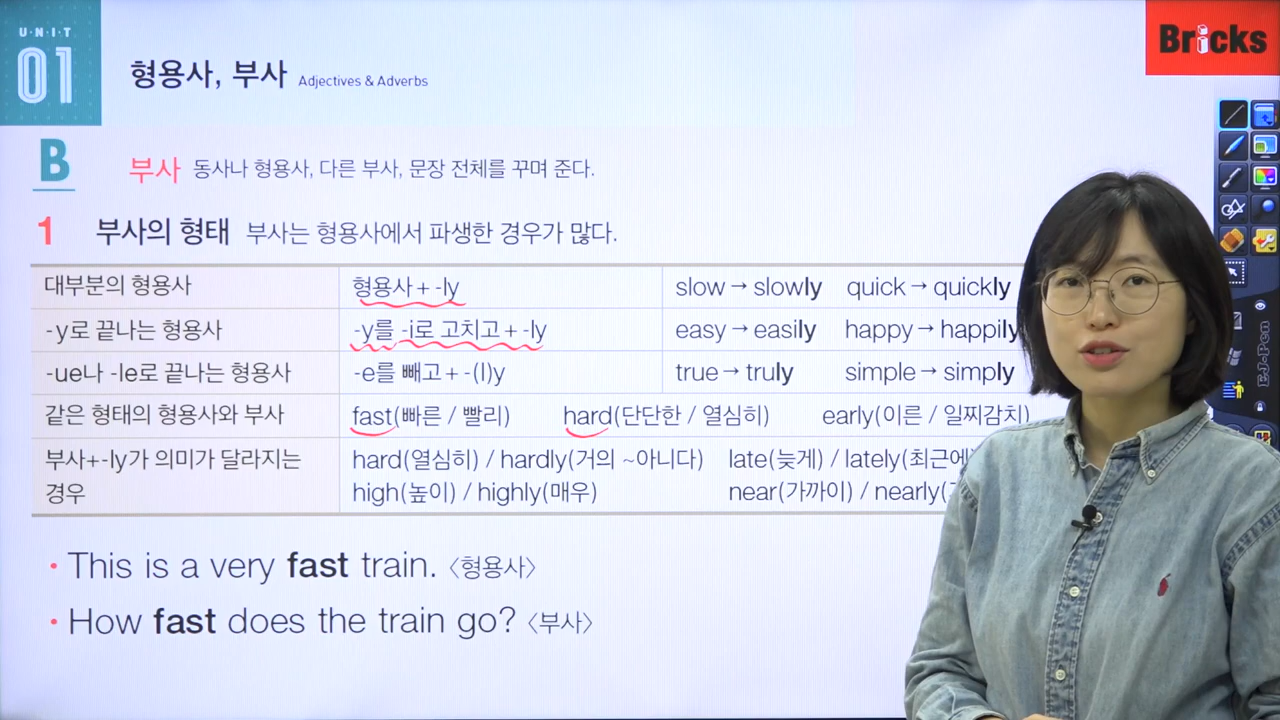 U·N·I·T
01
Bricks
형용사, 부사 Adjectives & Adverbs
B
부사 동사나 형용사, 다른 부사, 문장 전체를 꾸며 준다.
1 부사의 형태 부사는 형용사에서 파생한 경우가 많다.
대부분의 형용사 형용사 + -ly slow → slowly quick → quickly
-y로 끝나는 형용사 -y를 -i로 고치고 + -ly easy → easily happy → happily
-ue나 -le로 끝나는 형용사 -e를 빼고 + -(l)y true → truly simple → simply
같은 형태의 형용사와 부사 fast(빠른 / 빨리) hard(단단한 / 열심히) early(이른 / 일찌감치)
부사+-ly가 의미가 달라지는 hard(열심히) / hardly(거의 ~아니다) late(늦게) / lately(최근에
경우 high(높이) / highly(매우) near(가까이) / nearly(
• This is a very fast train. 〈형용사〉
• How fast does the train go? 〈부사〉
EJ-Pen